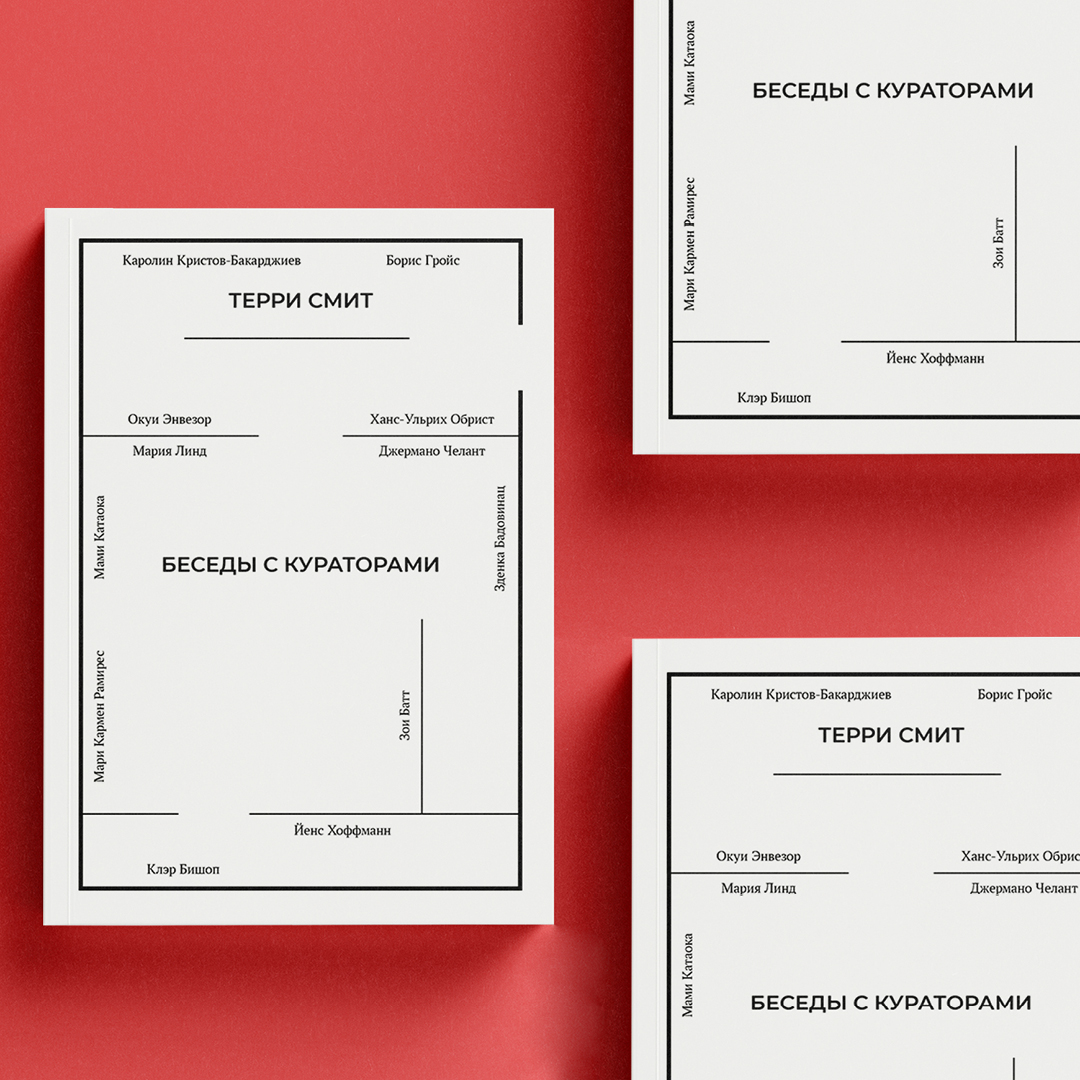 Каролин Кристов-Бакарджиев
Борис Гройс
ТЕРРИ СМИТ
Окуи Энвезор
Ханс-Ульрих Обрист
Мария Линд
Джермано Челант
Мами Катаока
Зденка Бадовинац
БЕСЕДЫ С КУРАТОРАМИ
Мари Кармен Рамирес
Зои Батт
Йенс Хоффманн
Клэр Бишоп
Мами Катаока
БЕСЕДЫ С КУРАТОРАМИ
Мари Кармен Рамирес
Зои Батт
Йенс Хоффманн
Клэр Бишоп
Каролин Кристов-Бакарджиев
Борис Гройс
ТЕРРИ СМИТ
Окуи Энвезор
Ханс-Ульрих Обрис
Мария Линд
Джермано Челант
Мами Катаока
БЕСЕДЫ С КУРАТОРАМИ